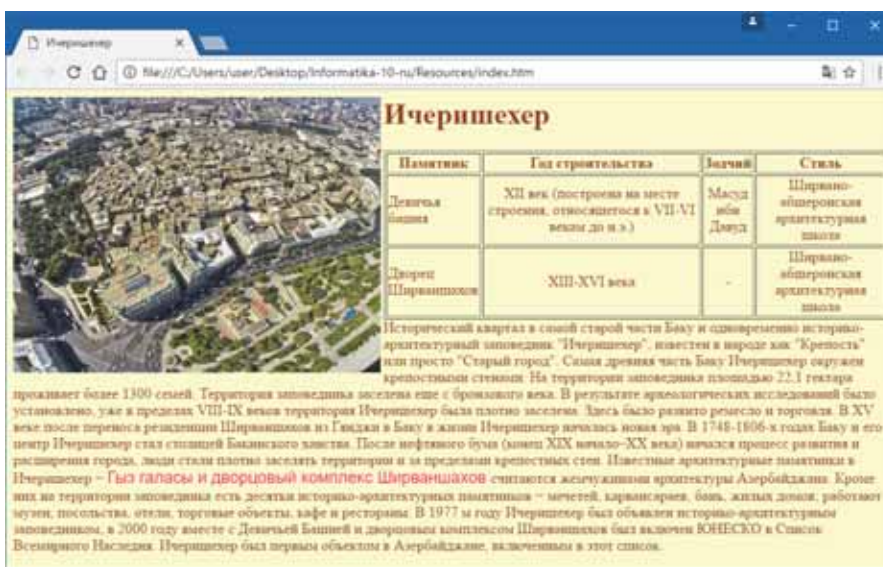 Ичеришехер
file:///C:/Users/user/Desktop/Informatika-10-ru/Resources/index.htm
Ичеришехер
Памятник Год строительства Зодчий Стиль
Девичья башня
XII век (построена на месте строения, относящегося к VII-VI векам до н.э.)
Масуд ибн Давуд
Ширвано-абшеронская архитектурная школа
Дворец Ширваншахов
XIII-XVI века
-
Ширвано-абшеронская архитектурная школа
Исторический квартал в самой старой части Баку и одновременно историко-
архитектурный заповедник "Ичеришехер", известен в народе как "Крепость"
или просто "Старый город". Самая древняя часть Баку Ичеришехер окружен
крепостными стенами. На территории заповедника площадью 22,1 гектара
проживает более 1300 семей. Территория заповедника заселена еще с бронзового века. В результате археологических исследований было
установлено, уже в пределах VIII-IX веков территория Ичеришехер была плотно заселена. Здесь было развито ремесло и торговля. В XV
веке после переноса резиденции Ширваншахов из Гянджи в Баку в жизни Ичеришехер началась новая эра. В 1748-1806-х годах Баку и его
центр Ичеришехер стал столицей Бакинского ханства. После нефтяного бума (конец XIX начало–XX века) начался процесс развития и
расширения города, люди стали плотно заселять территории и за пределами крепостных стен. Известные архитектурные памятники в
Ичеришехер – Гыз галасы и дворцовый комплекс Ширваншахов считаются жемчужинами архитектуры Азербайджана. Кроме
них на территории заповедника есть десятки историко-архитектурных памятников – мечетей, карвансараев, бань, жилых домов; работают
музеи, посольства, отели, торговые объекты, кафе и рестораны. В 1977 м году Ичеришехер был объявлен историко-архитектурным
заповедником, в 2000 году вместе с Девичьей Башней и дворцовым комплексом Ширваншахов был включен ЮНЕСКО в Список
Всемирного Наследия. Ичеришехер был первым объектом в Азербайджане, включенным в этот список.